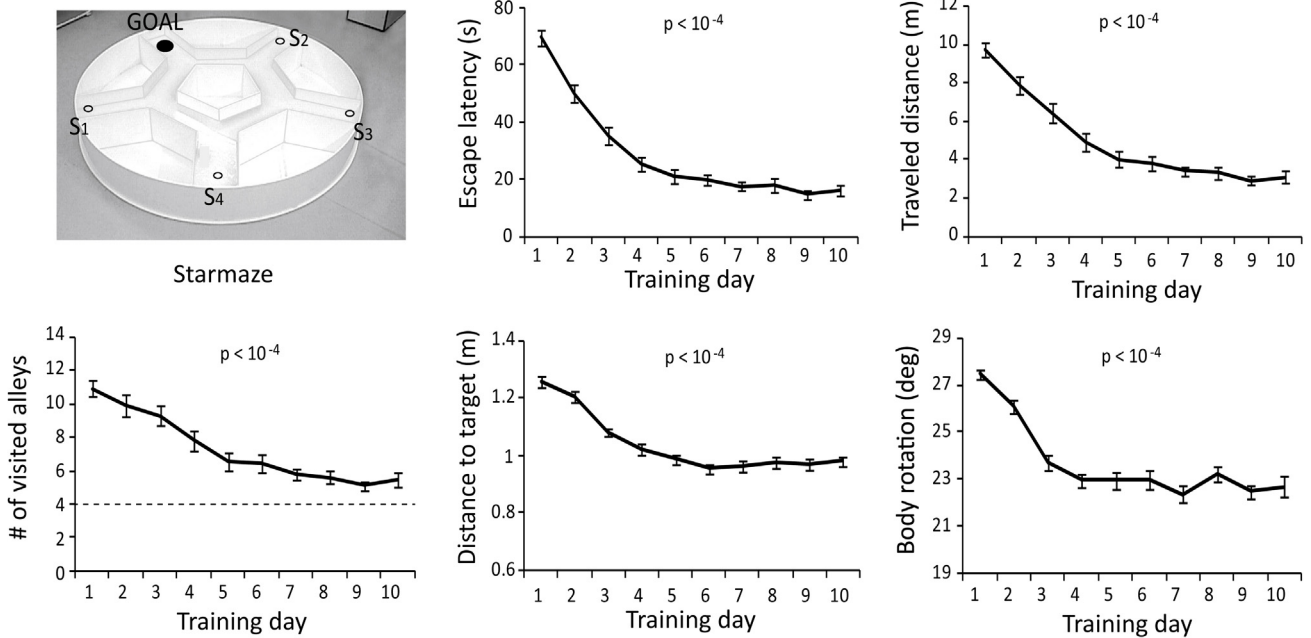 GOAL
S2
S1
S3
S4
Starmaze
Escape latency (s)
80
60
40
20
0
p < 10 -4
1 2 3 4 5 6 7 8 9 10
Training day
Traveled distance (m)
12
10
8
6
4
2
0
p < 10 -4
1 2 3 4 5 6 7 8 9 10
Training day
# of visited alleys
14
12
10
8
6
4
2
0
p < 10 -4
1 2 3 4 5 6 7 8 9 10
Training day
Distance to target (m)
1.4
1.2
1
0.8
0.6
p < 10 -4
1 2 3 4 5 6 7 8 9 10
Training day
Body rotation (deg)
29
27
25
23
21
19
p < 10 -4
1 2 3 4 5 6 7 8 9 10
Training day